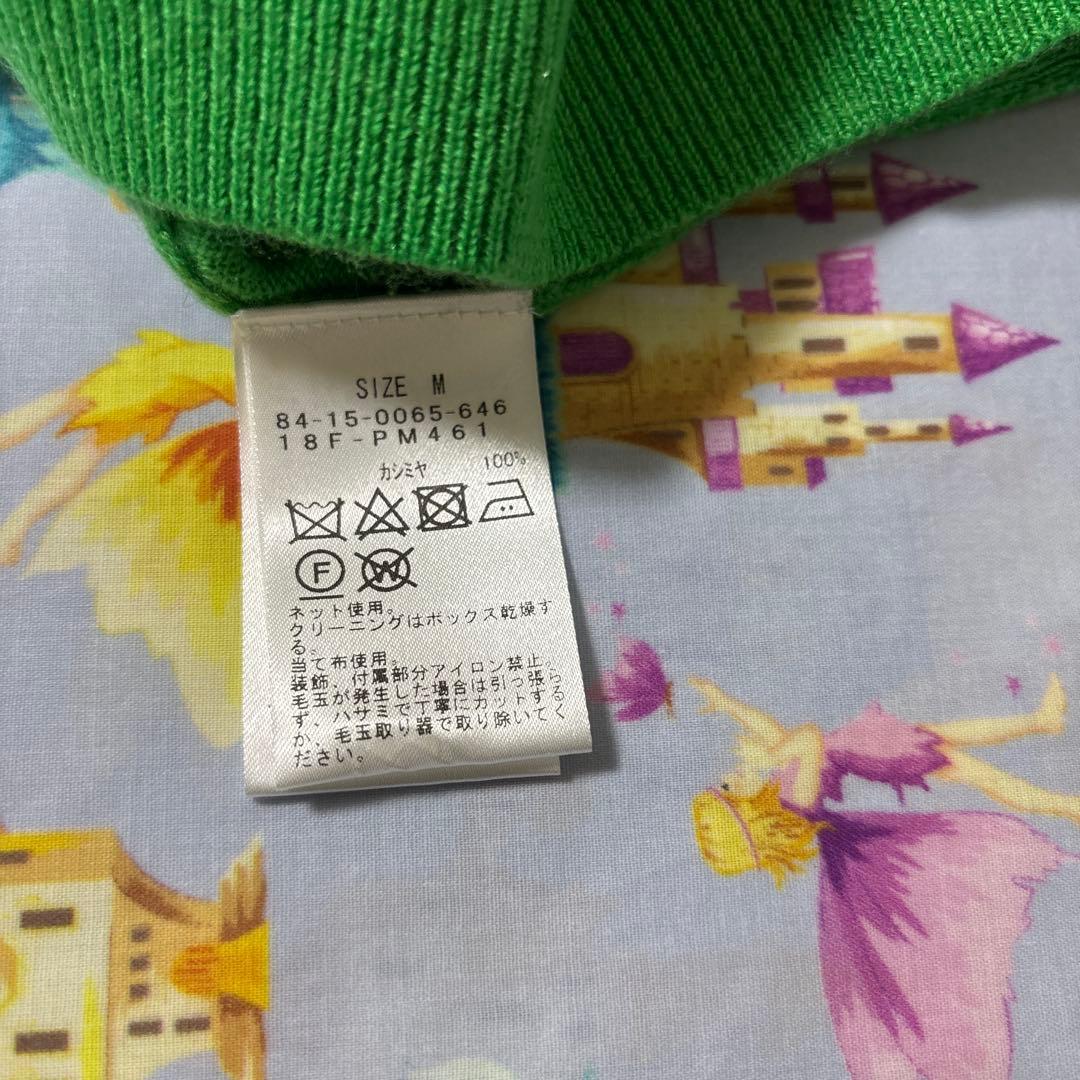 SIZE M
84-15-0065-646
18F-PM461
カシミヤ 100%
F W
ネット使用。
クリーニングはボックス乾燥す
る。
当て布使用。
装飾、付属部分アイロン禁止。
毛玉が発生した場合は引っ張ら
ず、ハサミで丁寧にカットする
か、毛玉取り器で取り除いてく
ださい。